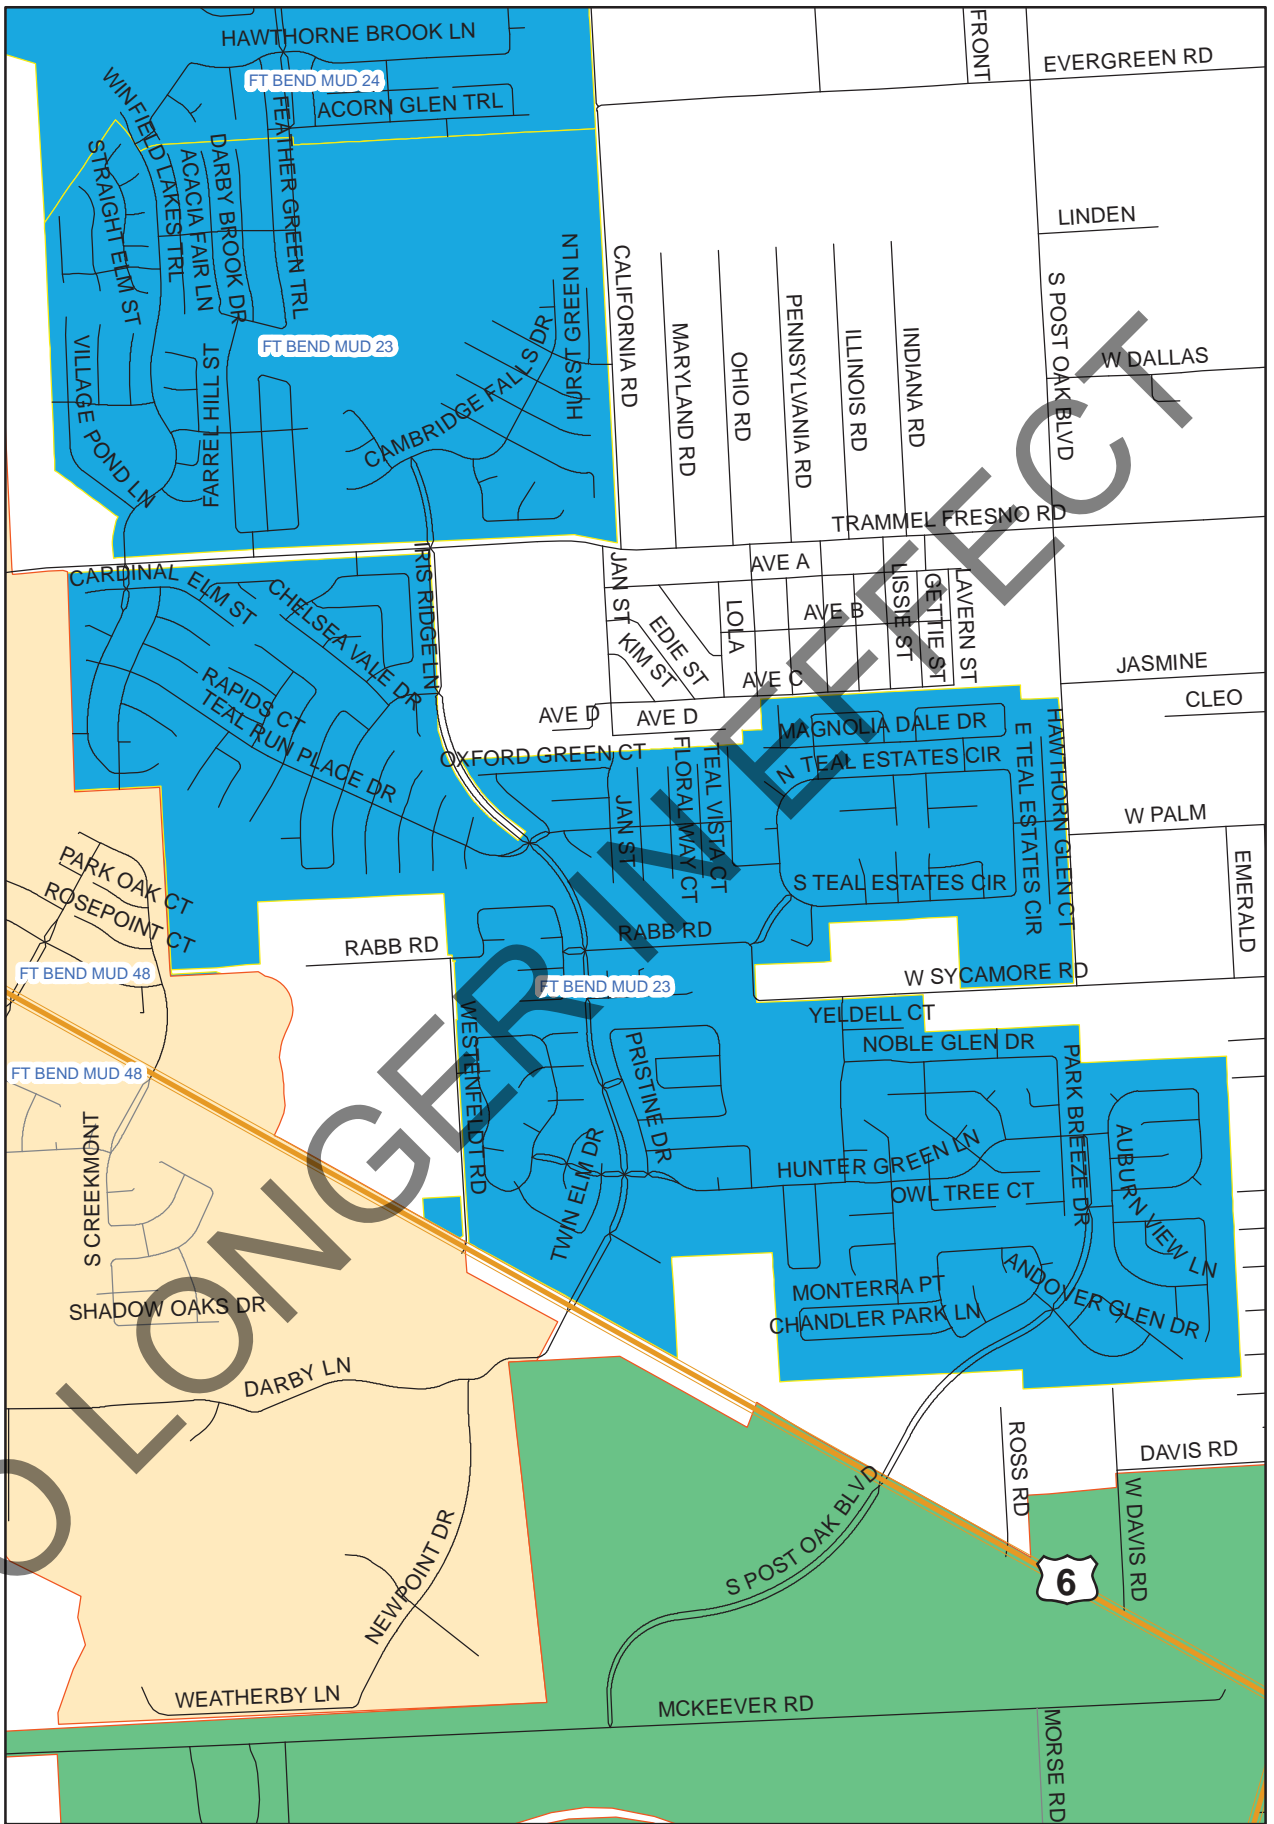 HAWTHORNE BROOK LN
FRONT
EVERGREEN RD
FT BEND MUD 24
ACORN GLEN TRL
WINFIELD LAKES TRL
FEATHER GREEN TRL
STRAIGHT ELM ST
ACACIA FAIR LN
DARBY BROOK DR
LINDEN
HURST GREEN LN
CALIFORNIA RD
S POST OAK BLVD
MARYLAND RD
OHIO RD
PENNSYLVANIA RD
ILLINOIS RD
INDIANA RD
FT BEND MUD 23
VILLAGE POND LN
FARREL HILL ST
CAMBRIDGE FALLS DR
W DALLAS
TRAMMEL FRESNO RD
IRIS RIDGE LN
JAN ST
AVE A
CARDINAL ELM ST
CHELSEA VALE DR
LISSIE ST
GETTIE ST
LAVERN ST
LOLA
AVE B
EDIE ST
KIM ST
JASMINE
RAPIDS CT
TEAL RUN PLACE DR
AVE C
CLEO
AVE D
AVE D
MAGNOLIA DALE DR
OXFORD GREEN CT
N TEAL ESTATES CIR
FLORAL WAY CT
TEAL VISTA CT
JAN ST
E TEAL ESTATES CIR
HAWTHORN GLEN CT
W PALM
PARK OAK CT
ROSEPOINT CT
S TEAL ESTATES CIR
EMERALD
RABB RD
RABB RD
FT BEND MUD 48
FT BEND MUD 23
W SYCAMORE RD
YELDELL CT
NOBLE GLEN DR
WESTENFELDT RD
PRISTINE DR
PARK BREEZE DR
FT BEND MUD 48
S CREEKMONT
TWIN ELM DR
HUNTER GREEN LN
OWL TREE CT
AUBURN VIEW LN
SHADOW OAKS DR
MONTERRA PT
CHANDLER PARK LN
ANDOVER GLEN DR
DARBY LN
ROSS RD
DAVIS RD
W DAVIS RD
S POST OAK BLVD
NEWPOINT DR
6
WEATHERBY LN
MCKEEVER RD
MORSE RD
O LONGER IN EFFECT